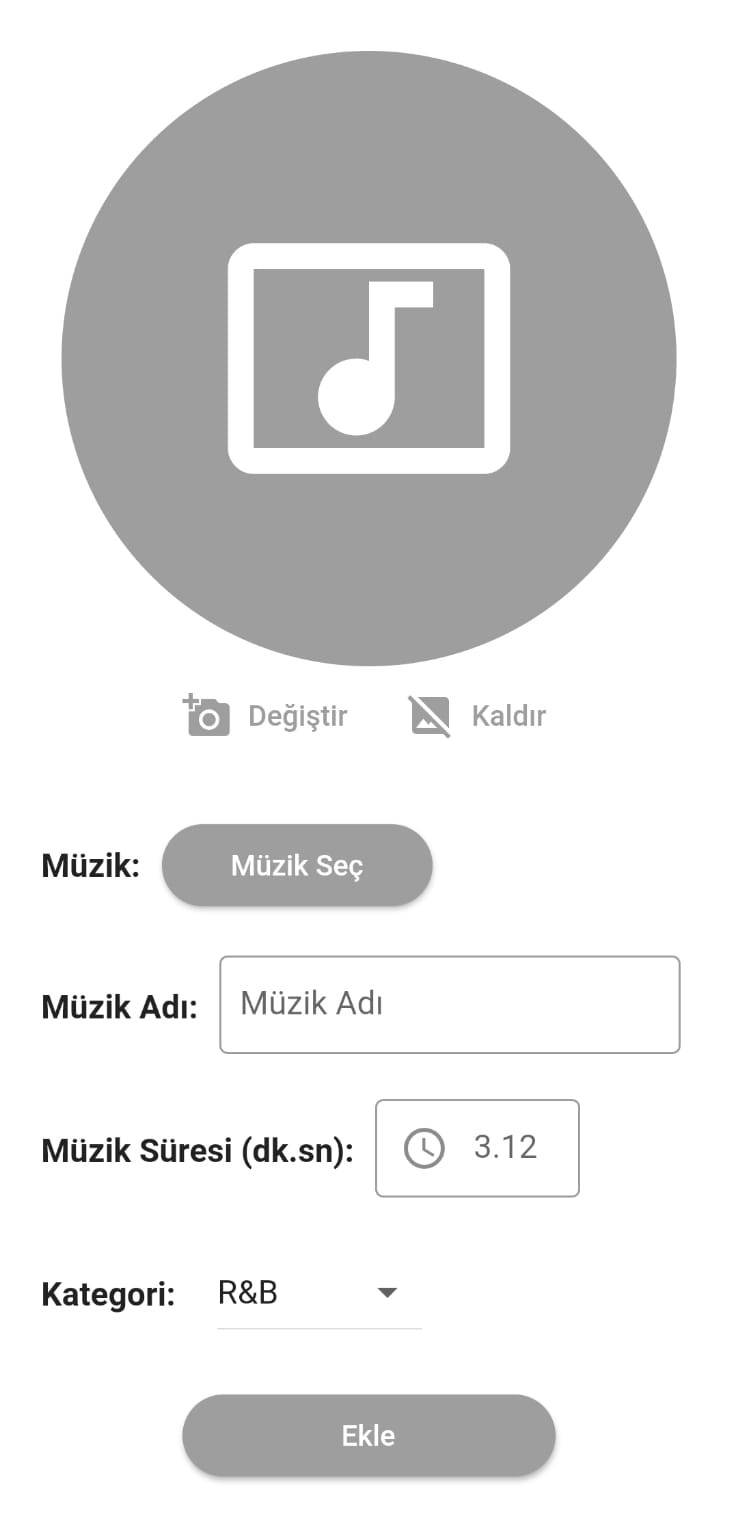 Değiştir Kaldır
Müzik: Müzik Seç
Müzik Adı: Müzik Adı
Müzik Süresi (dk.sn): 3.12
Kategori: R&B
Ekle